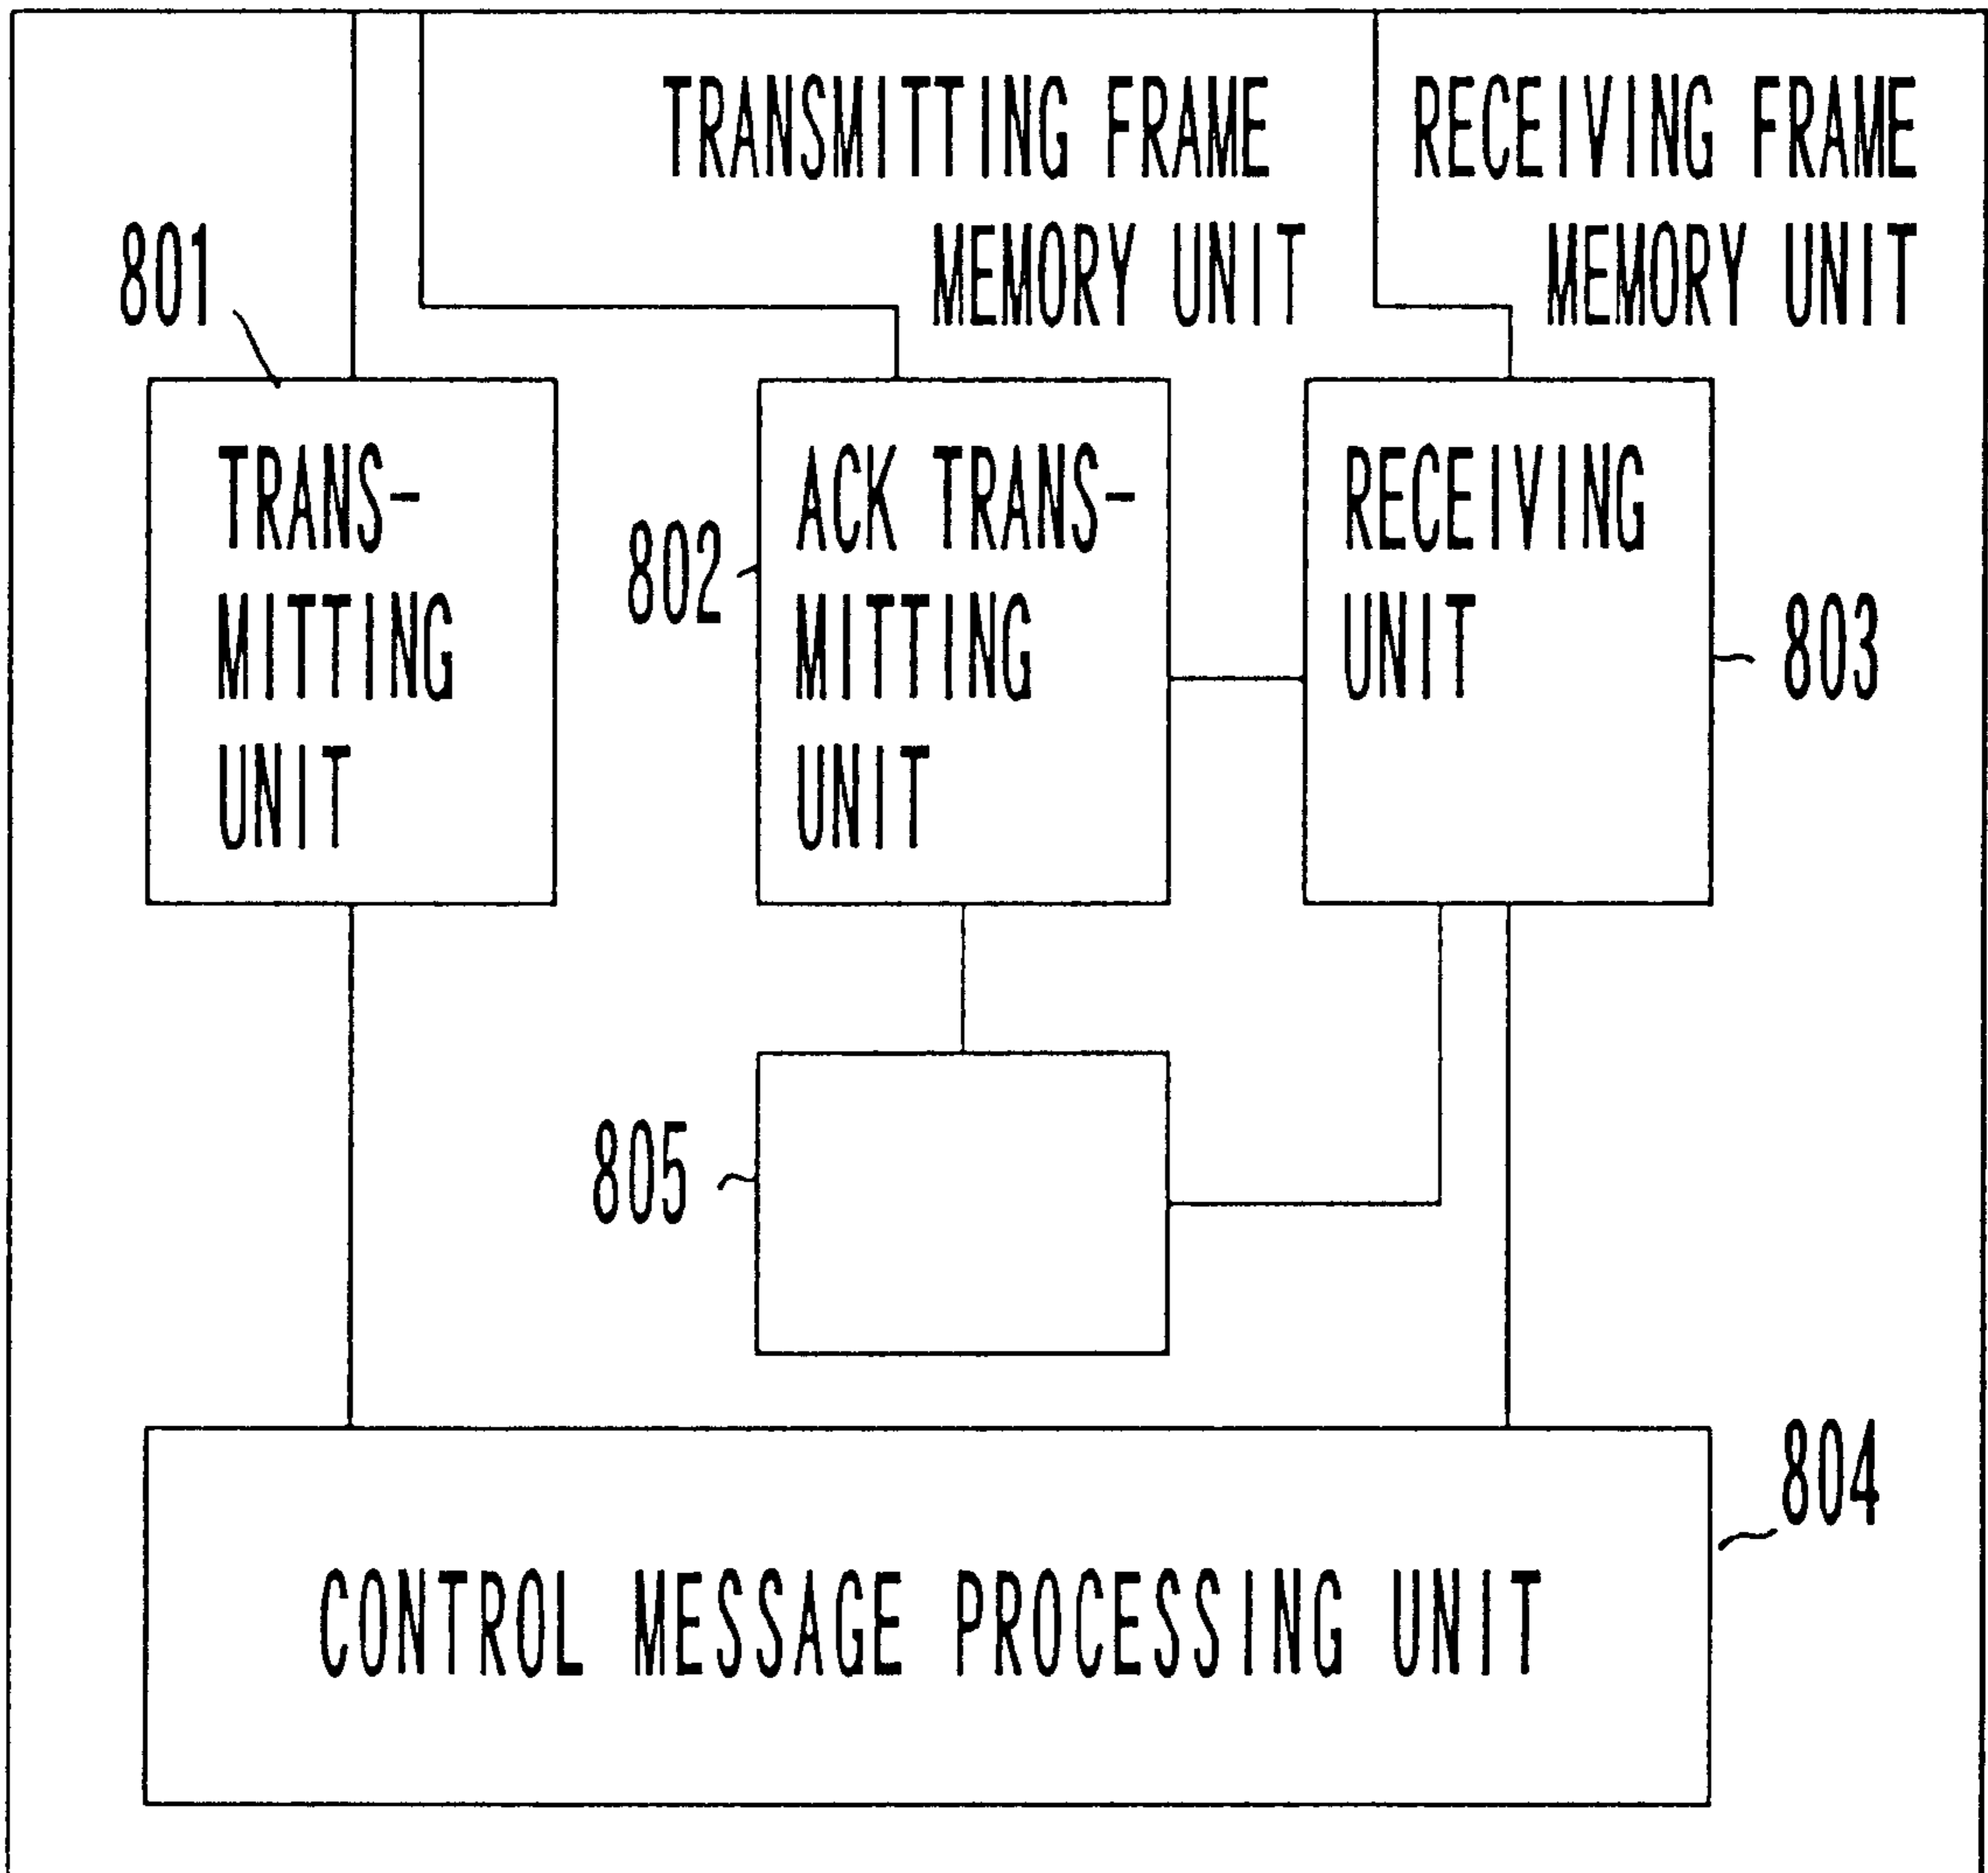 TRANSMITTING FRAME
MEMORY UNIT
RECEIVING FRAME
MEMORY UNIT
801
TRANS-
MITTING
UNIT
802
ACK TRANS-
MITTING
UNIT
RECEIVING
UNIT
803
805
804
CONTROL MESSAGE PROCESSING UNIT